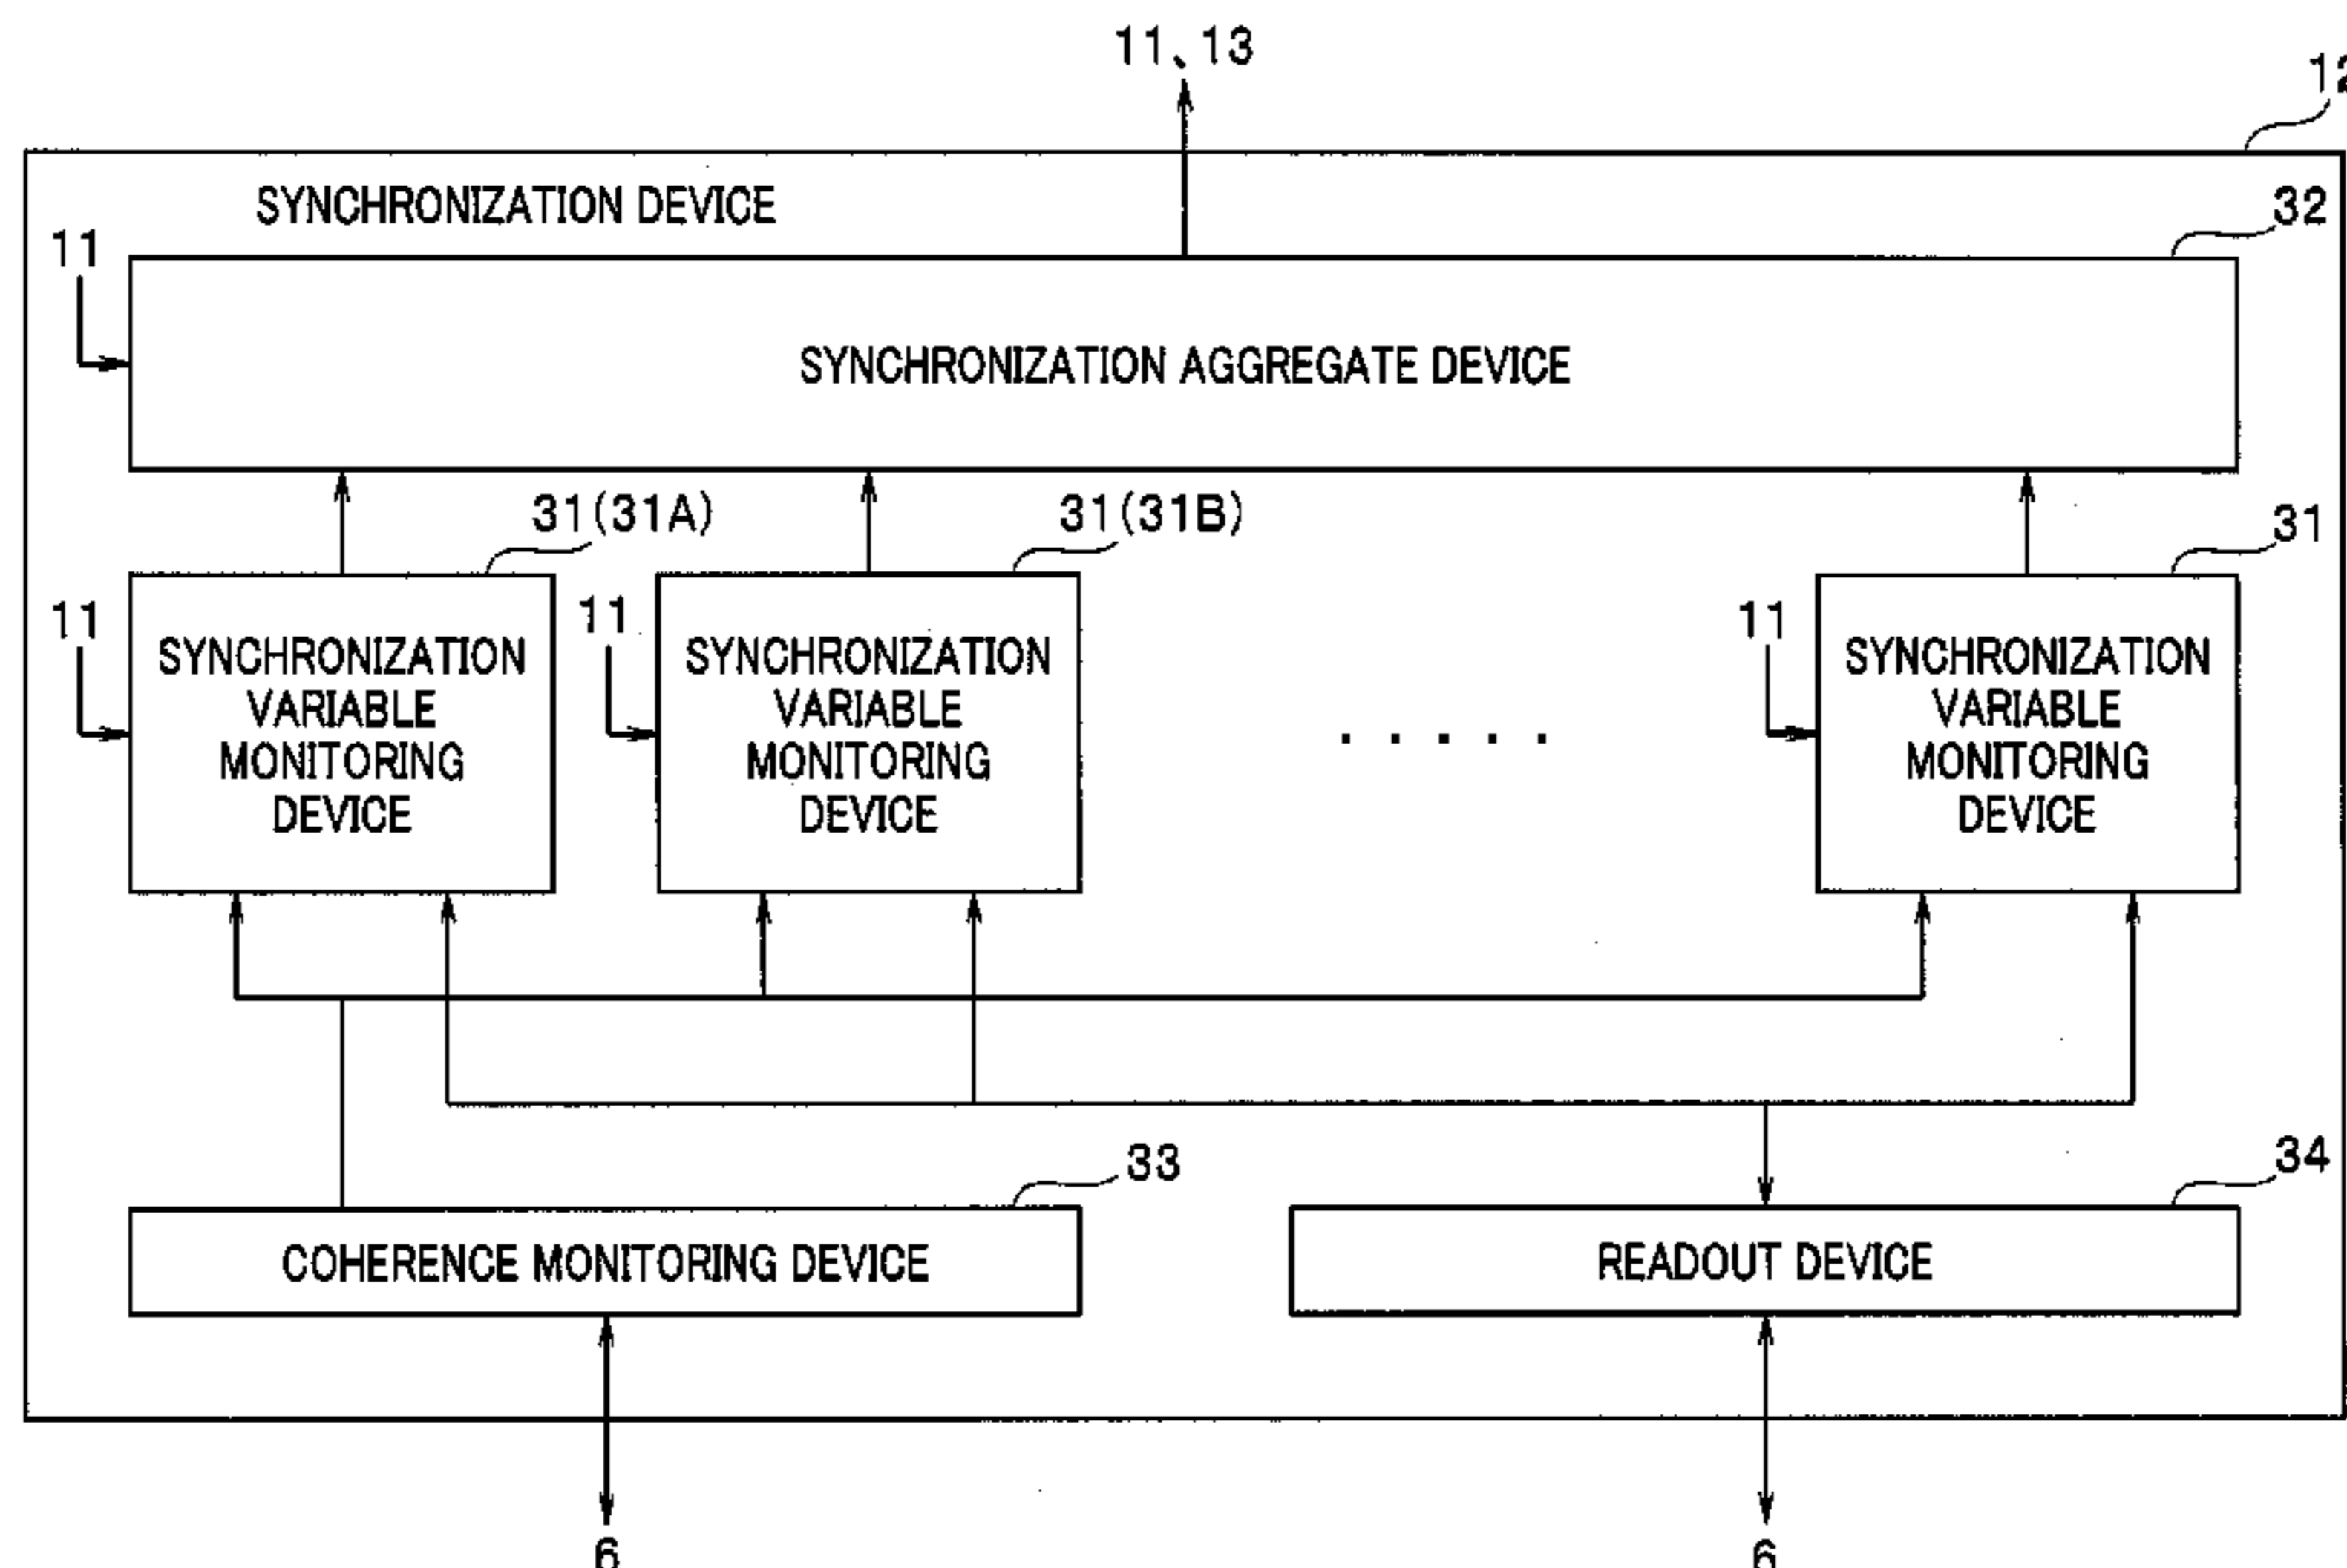 11、13
12
SYNCHRONIZATION DEVICE
32
11
SYNCHRONIZATION AGGREGATE DEVICE
31(31A)
31(31B)
31
11
SYNCHRONIZATION
VARIABLE
MONITORING
DEVICE
11
SYNCHRONIZATION
VARIABLE
MONITORING
DEVICE
. . . . .
11
SYNCHRONIZATION
VARIABLE
MONITORING
DEVICE
33
34
COHERENCE MONITORING DEVICE
READOUT DEVICE
6
6